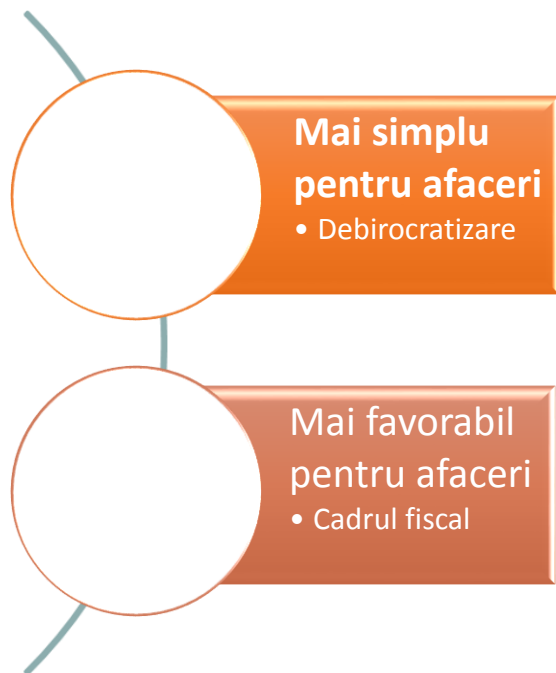 Mai simplu
pentru afaceri
• Debirocratizare
Mai favorabil
pentru afaceri
• Cadrul fiscal